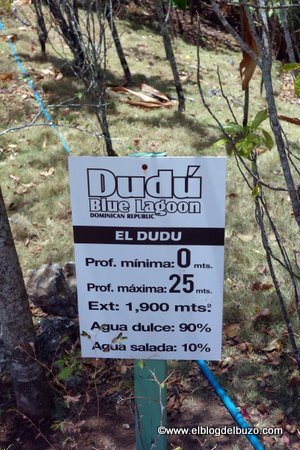 Dudú
Blue Lagoon
DOMINICAN REPUBLIC
EL DUDU
Prof. mínima: 0 mts.
Prof. máxima: 25 mts.
Ext: 1,900 mts²
Agua dulce: 90%
Agua salada: 10%
©www.elblogdelbuzo.com